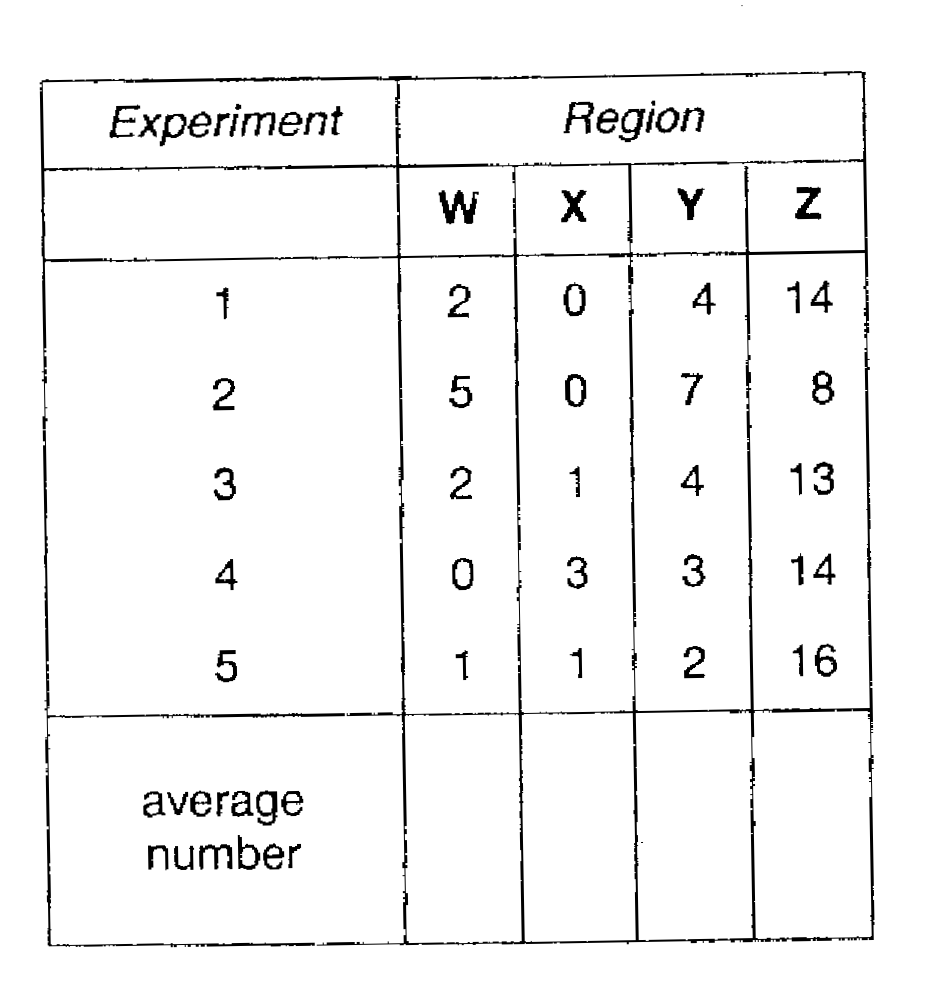 Experiment Region
W X Y Z
1 2 0 4 14
2 5 0 7 8
3 2 1 4 13
4 0 3 3 14
5 1 1 2 16
average
number